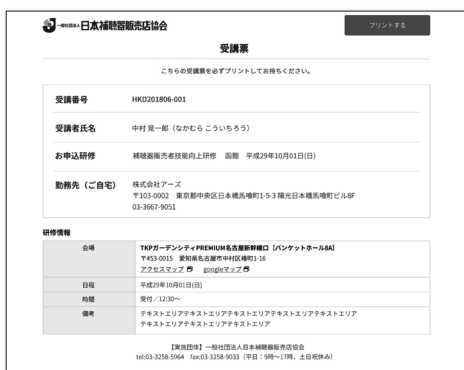 一般社団法人 日本補聴器販売店協会
プリントする
受講票
こちらの受講票を必ずプリントしてお持ちください。
受講番号 HKD201806-001
受講者氏名 中村 晃一郎（なかむら こういちろう）
お申込研修 補聴器販売者技能向上研修 函館 平成29年10月01日(日)
勤務先（ご自宅） 株式会社アーズ
〒103-0002 東京都中央区日本橋馬喰町1-5-3 陽光日本橋馬喰町ビル8F
03-3667-9051
研修情報
会場 TKPガーデンシティPREMIUM名古屋新幹線口［バンケットホール8A］
〒453-0015 愛知県名古屋市中村区椿町1-16
アクセスマップ googleマップ
日程 平成29年10月01日(日)
時間 受付／12:30〜
備考 テキストエリアテキストエリアテキストエリアテキストエリアテキストエリア
テキストエリアテキストエリアテキストエリア
【実施団体】一般社団法人日本補聴器販売店協会
tel:03-3258-5964 fax:03-3258-9033（平日：9時〜17時、土日祝休み）